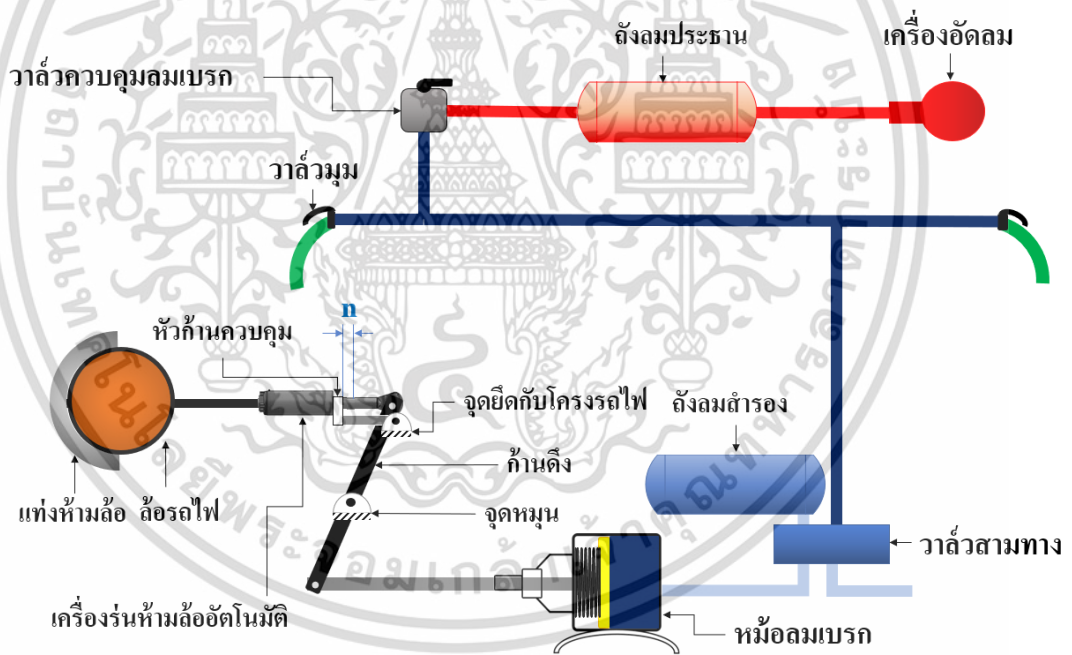 ถังลมประธาน
เครื่องอัดลม
วาล์วควบคุมลมเบรก
วาล์วมุม
n
หัวก้านควบคุม
จุดยึดกับโครงรถไฟ
ถังลมสำรอง
ก้านดึง
แท่งห้ามล้อ
ล้อรถไฟ
จุดหมุน
วาล์วสามทาง
เครื่องร่นห้ามล้ออัตโนมัติ
หม้อลมเบรก